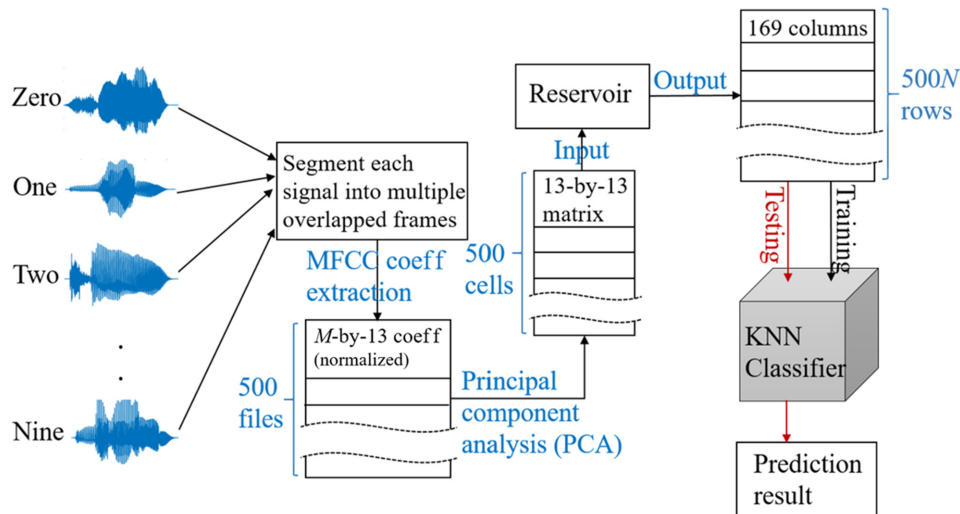 Zero
One
Two
Nine
Segment each
signal into multiple
overlapped frames
MFCC coeff
extraction
500
files
M-by-13 coeff
(normalized)
Principal
component
analysis (PCA)
500
cells
13-by-13
matrix
Input
Reservoir
Output
169 columns
500N
rows
Testing
Training
KNN
Classifier
Prediction
result